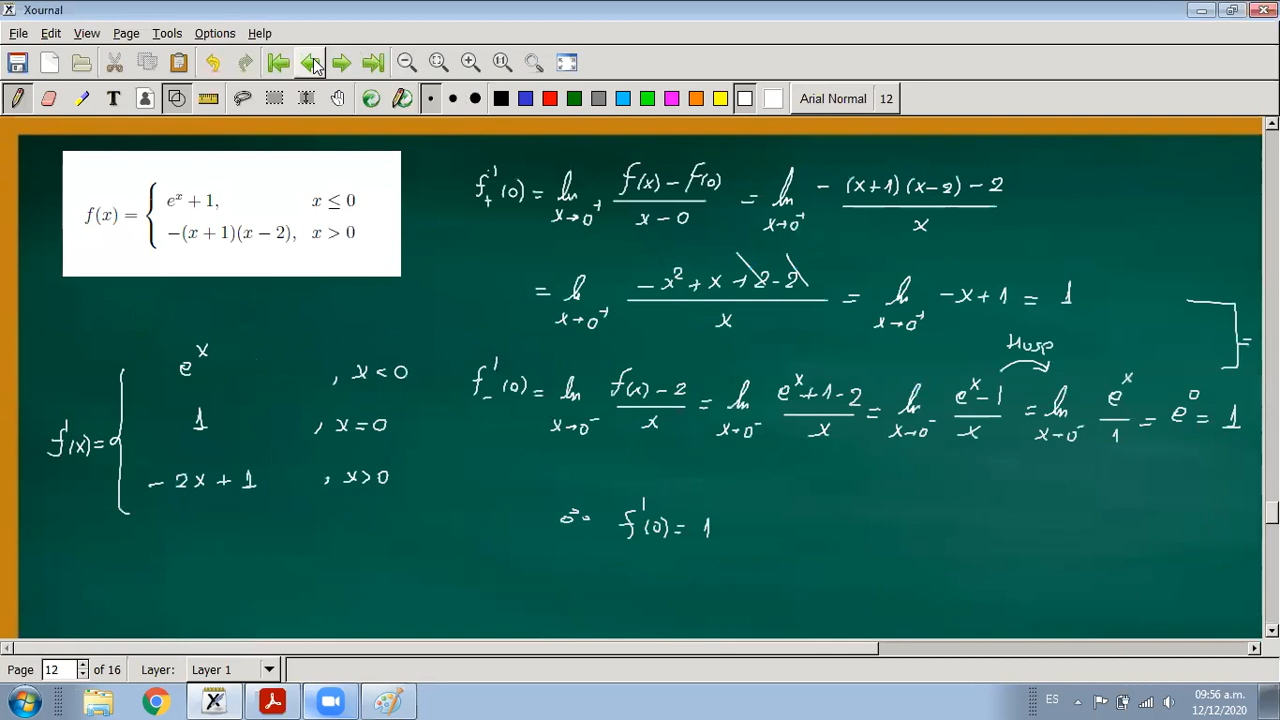 Xournal
File Edit View Page Tools Options Help
Arial Normal 12
f(x) = { e^x + 1, x ≤ 0
−(x + 1)(x − 2), x > 0
f'₊(0) = lim x→0⁺ (f(x) − f(0))/(x − 0) = lim x→0⁺ (−(x+1)(x−2) − 2)/x
= lim x→0⁺ (−x² + x + 2 − 2)/x = lim x→0⁺ −x + 1 = 1
f'₋(0) = lim x→0⁻ (f(x) − 2)/x = lim x→0⁻ (e^x + 1 − 2)/x = lim x→0⁻ (e^x − 1)/x = lim x→0⁻ e^x/1 = e^0 = 1
=
f'(x) = { e^x , x < 0
1 , x = 0
− 2x + 1 , x > 0
∴ f'(0) = 1
Page 12 of 16 Layer: Layer 1
ES 09:56 a.m.
12/12/2020